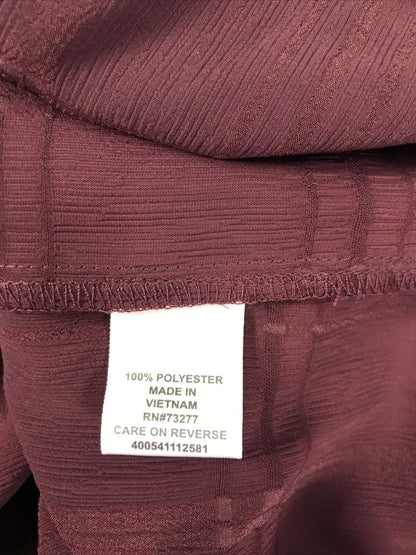 100% POLYESTER
MADE IN
VIETNAM
RN#73277
CARE ON REVERSE
400541112581